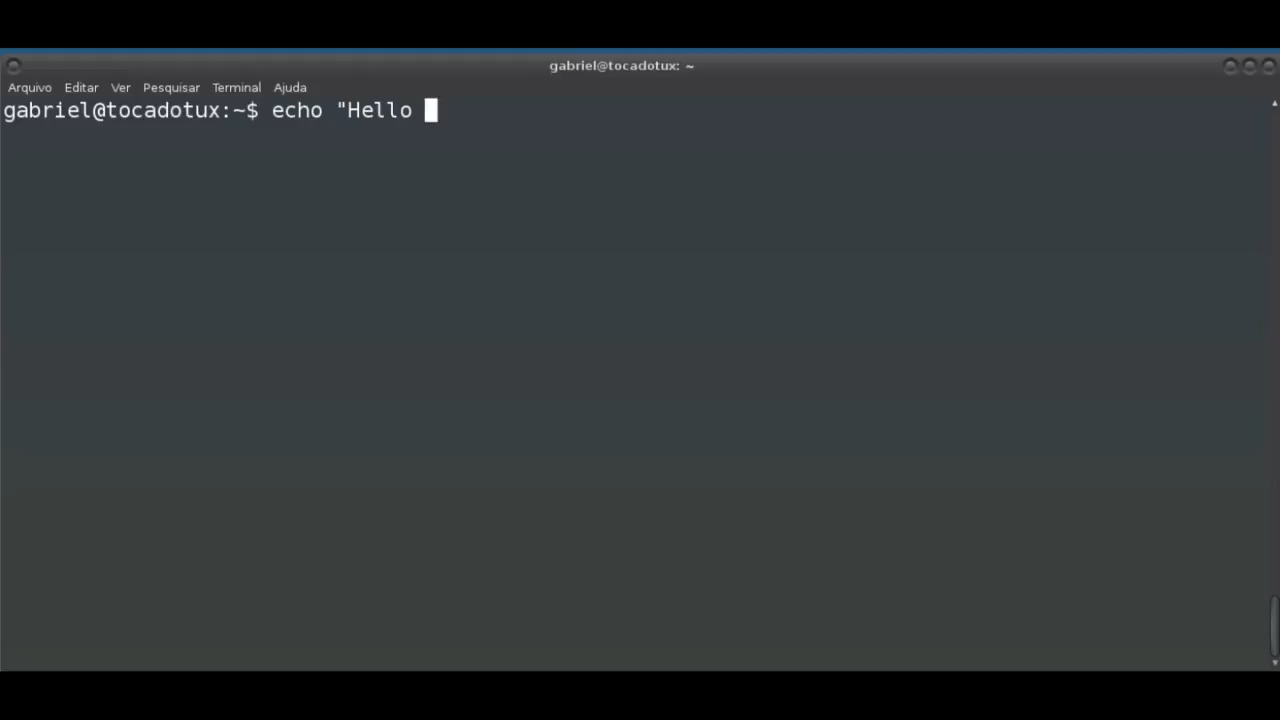 gabriel@tocadotux: ~
Arquivo Editar Ver Pesquisar Terminal Ajuda
gabriel@tocadotux:~$ echo "Hello